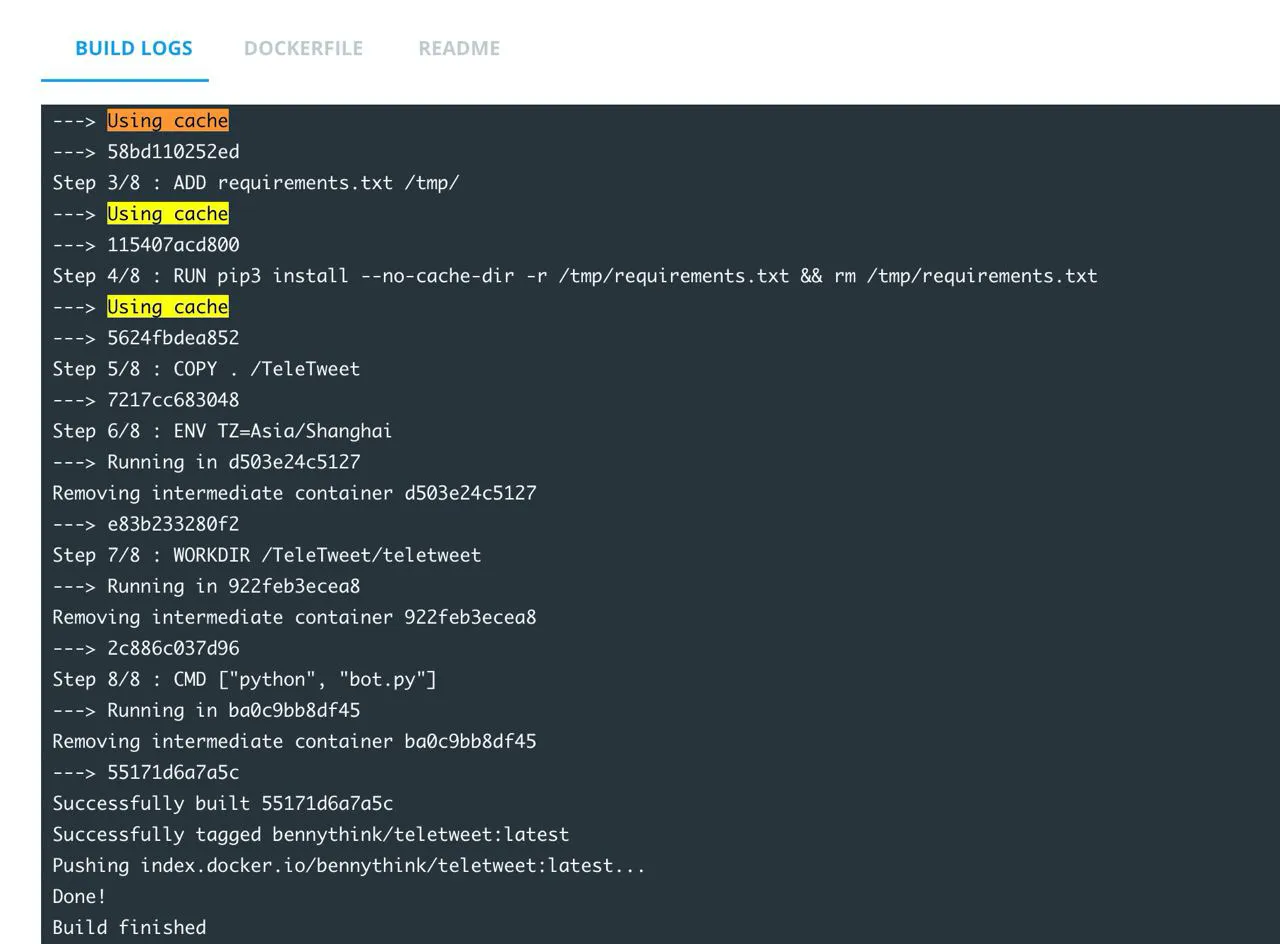 BUILD LOGS DOCKERFILE README
---> Using cache
---> 58bd110252ed
Step 3/8 : ADD requirements.txt /tmp/
---> Using cache
---> 115407acd800
Step 4/8 : RUN pip3 install --no-cache-dir -r /tmp/requirements.txt && rm /tmp/requirements.txt
---> Using cache
---> 5624fbdea852
Step 5/8 : COPY . /TeleTweet
---> 7217cc683048
Step 6/8 : ENV TZ=Asia/Shanghai
---> Running in d503e24c5127
Removing intermediate container d503e24c5127
---> e83b233280f2
Step 7/8 : WORKDIR /TeleTweet/teletweet
---> Running in 922feb3ecea8
Removing intermediate container 922feb3ecea8
---> 2c886c037d96
Step 8/8 : CMD ["python", "bot.py"]
---> Running in ba0c9bb8df45
Removing intermediate container ba0c9bb8df45
---> 55171d6a7a5c
Successfully built 55171d6a7a5c
Successfully tagged bennythink/teletweet:latest
Pushing index.docker.io/bennythink/teletweet:latest...
Done!
Build finished